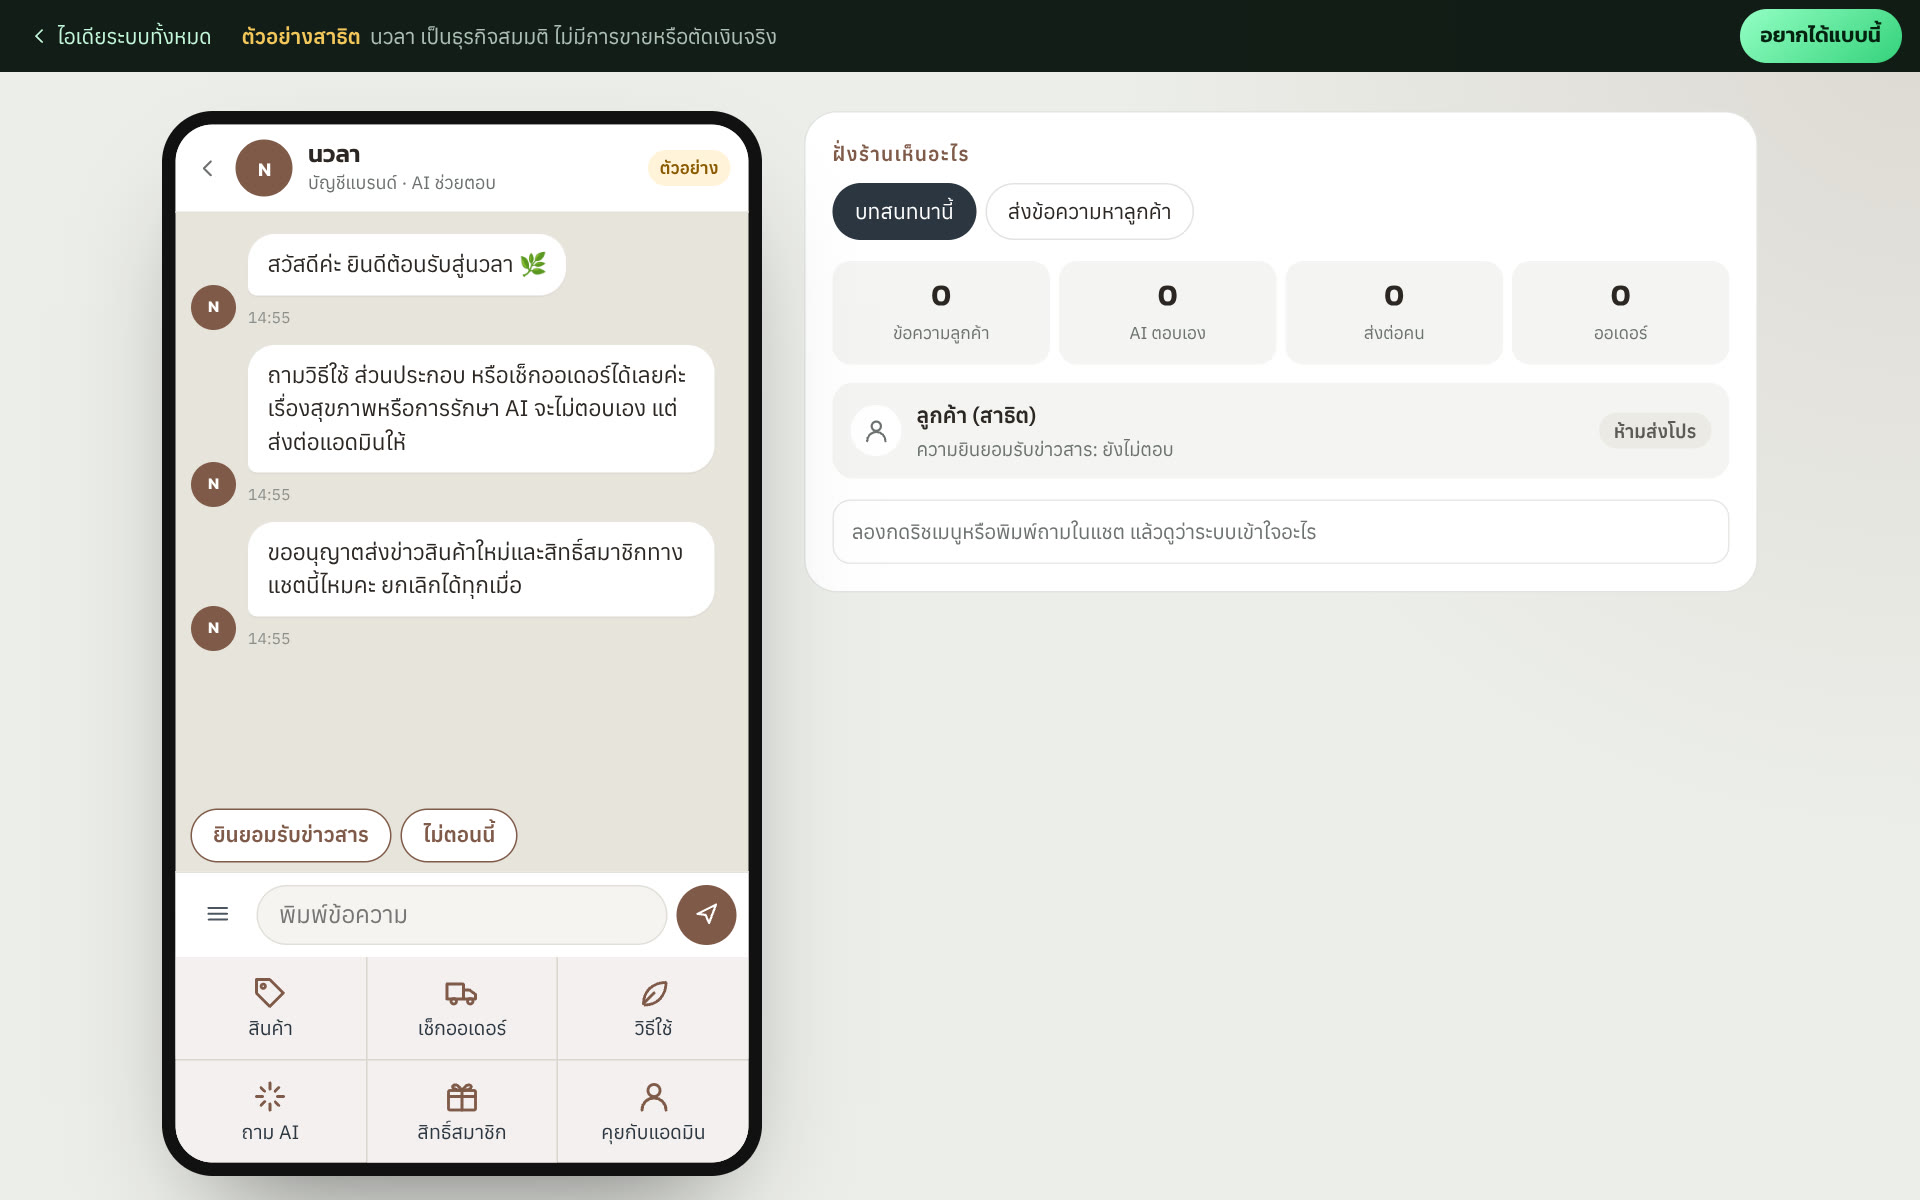 ไอเดียระบบทั้งหมด
ตัวอย่างสาธิต นวลา เป็นธุรกิจสมมติ ไม่มีการขายหรือตัดเงินจริง
อยากได้แบบนี้
N
นวลา
บัญชีแบรนด์ · AI ช่วยตอบ
ตัวอย่าง
สวัสดีค่ะ ยินดีต้อนรับสู่นวลา 🌿
N
14:55
ถามวิธีใช้ ส่วนประกอบ หรือเช็กออเดอร์ได้เลยค่ะ
เรื่องสุขภาพหรือการรักษา AI จะไม่ตอบเอง แต่
ส่งต่อแอดมินให้
N
14:55
ขออนุญาตส่งข่าวสินค้าใหม่และสิทธิ์สมาชิกทาง
แชตนี้ไหมคะ ยกเลิกได้ทุกเมื่อ
N
14:55
ยินยอมรับข่าวสาร
ไม่ตอนนี้
พิมพ์ข้อความ
สินค้า
เช็กออเดอร์
วิธีใช้
ถาม AI
สิทธิ์สมาชิก
คุยกับแอดมิน
ฝั่งร้านเห็นอะไร
บทสนทนานี้
ส่งข้อความหาลูกค้า
0
ข้อความลูกค้า
0
AI ตอบเอง
0
ส่งต่อคน
0
ออเดอร์
ลูกค้า (สาธิต)
ความยินยอมรับข่าวสาร: ยังไม่ตอบ
ห้ามส่งโปร
ลองกดริชเมนูหรือพิมพ์ถามในแชต แล้วดูว่าระบบเข้าใจอะไร